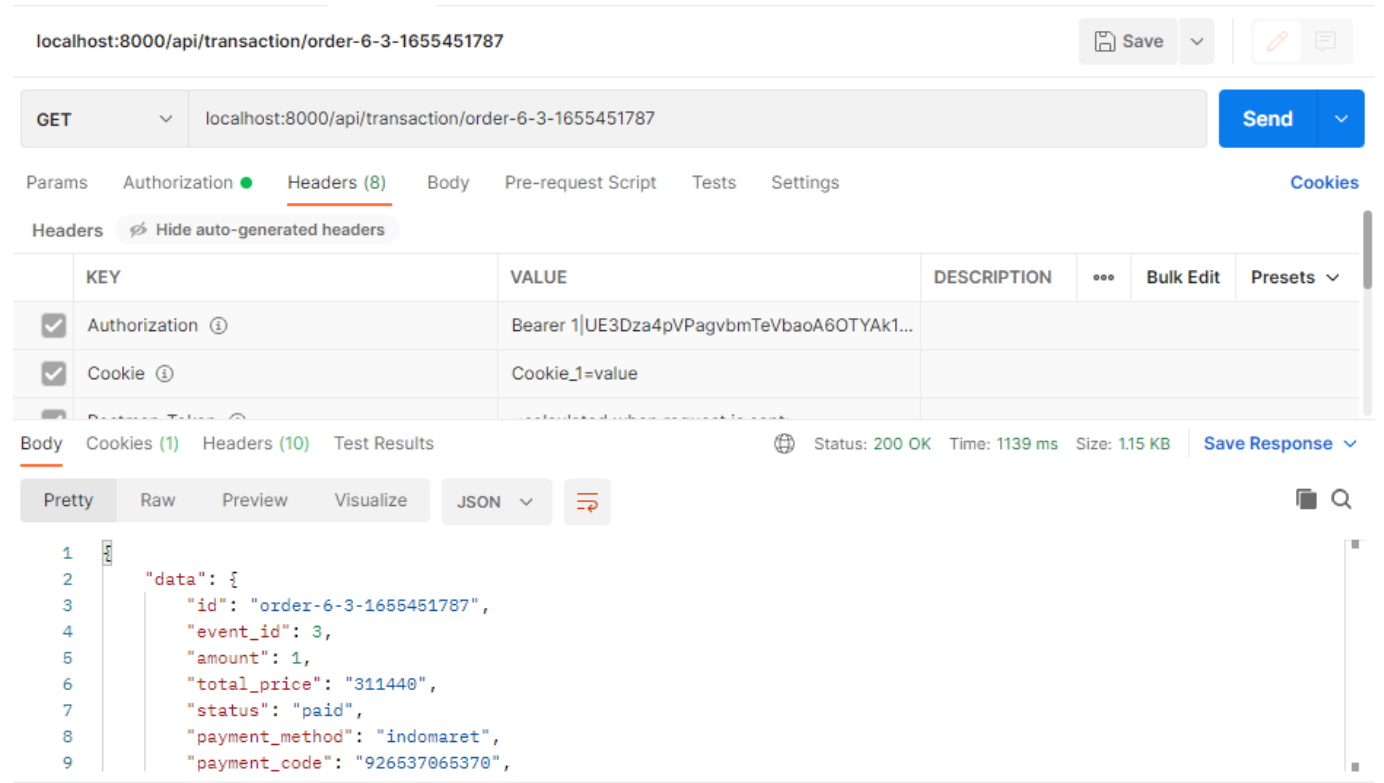 localhost:8000/api/transaction/order-6-3-1655451787 Save
GET localhost:8000/api/transaction/order-6-3-1655451787 Send
Params Authorization Headers (8) Body Pre-request Script Tests Settings Cookies
Headers Hide auto-generated headers
KEY VALUE DESCRIPTION Bulk Edit Presets
Authorization Bearer 1|UE3Dza4pVPagvbmTeVbaoA6OTYAk1...
Cookie Cookie_1=value
Body Cookies (1) Headers (10) Test Results Status: 200 OK Time: 1139 ms Size: 1.15 KB Save Response
Pretty Raw Preview Visualize JSON
1 {
2 "data": {
3 "id": "order-6-3-1655451787",
4 "event_id": 3,
5 "amount": 1,
6 "total_price": "311440",
7 "status": "paid",
8 "payment_method": "indomaret",
9 "payment_code": "926537065370",